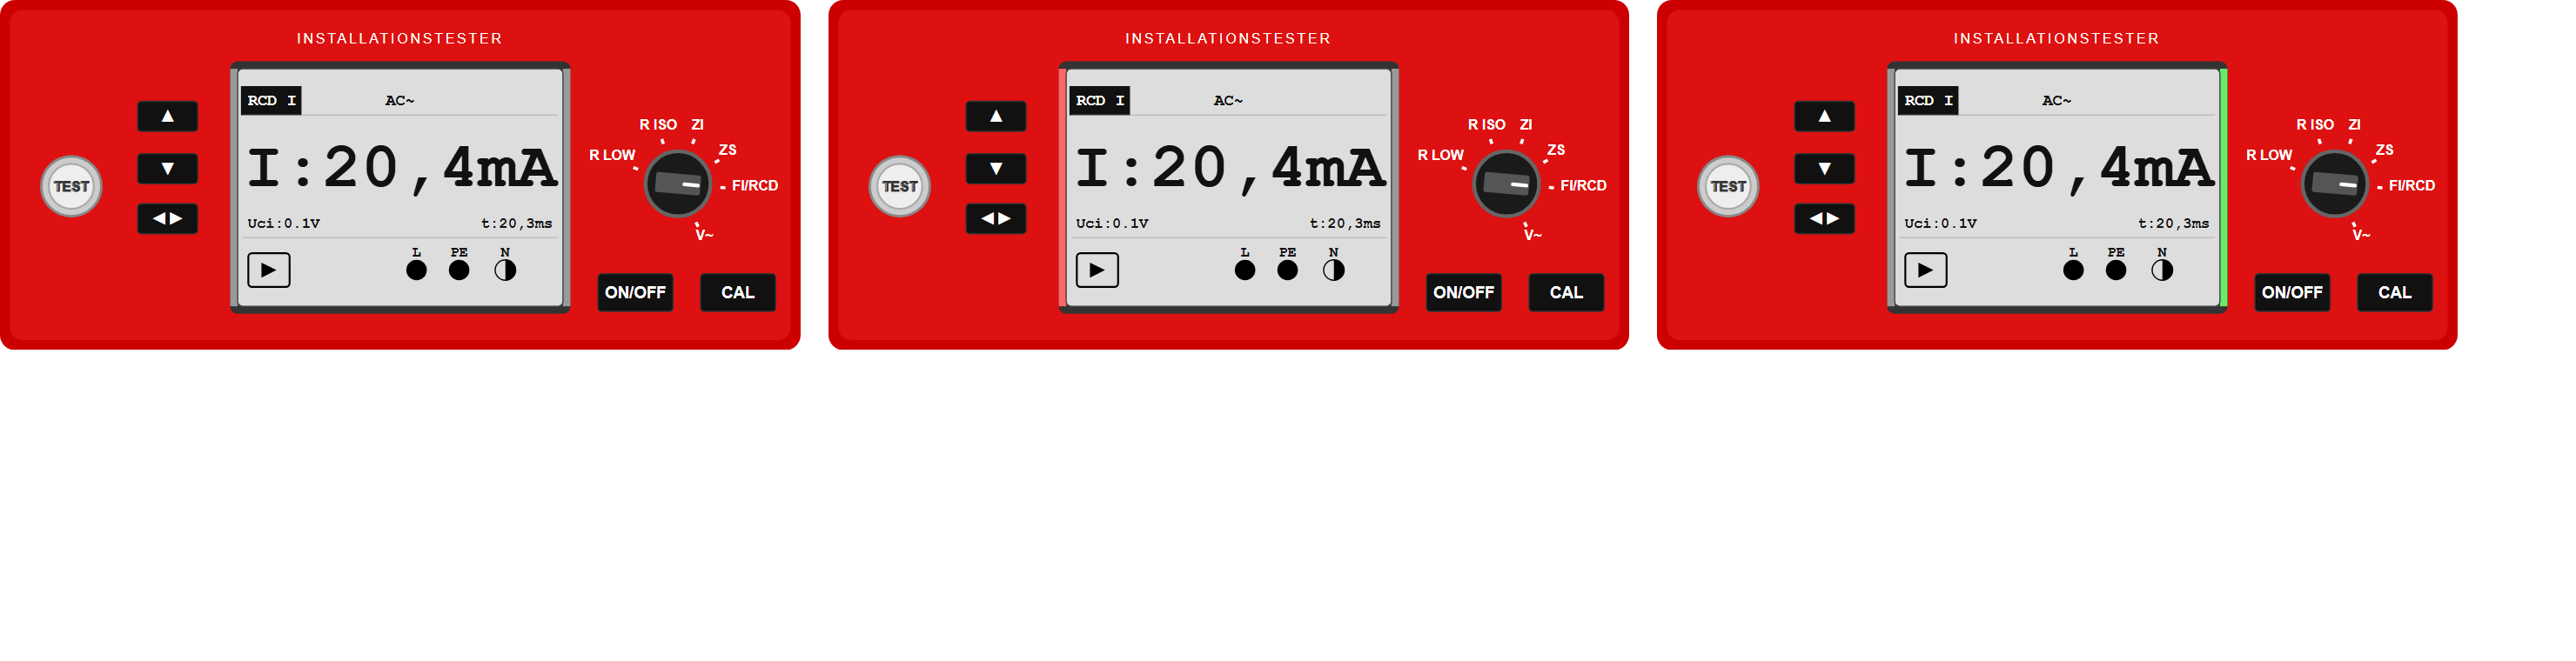 INSTALLATIONSTESTER
RCD I AC~
I:20,4mA
Uci:0.1V t:20,3ms
L PE N
TEST
R LOW R ISO ZI ZS FI/RCD V~
ON/OFF CAL
INSTALLATIONSTESTER
RCD I AC~
I:20,4mA
Uci:0.1V t:20,3ms
L PE N
TEST
R LOW R ISO ZI ZS FI/RCD V~
ON/OFF CAL
INSTALLATIONSTESTER
RCD I AC~
I:20,4mA
Uci:0.1V t:20,3ms
L PE N
TEST
R LOW R ISO ZI ZS FI/RCD V~
ON/OFF CAL